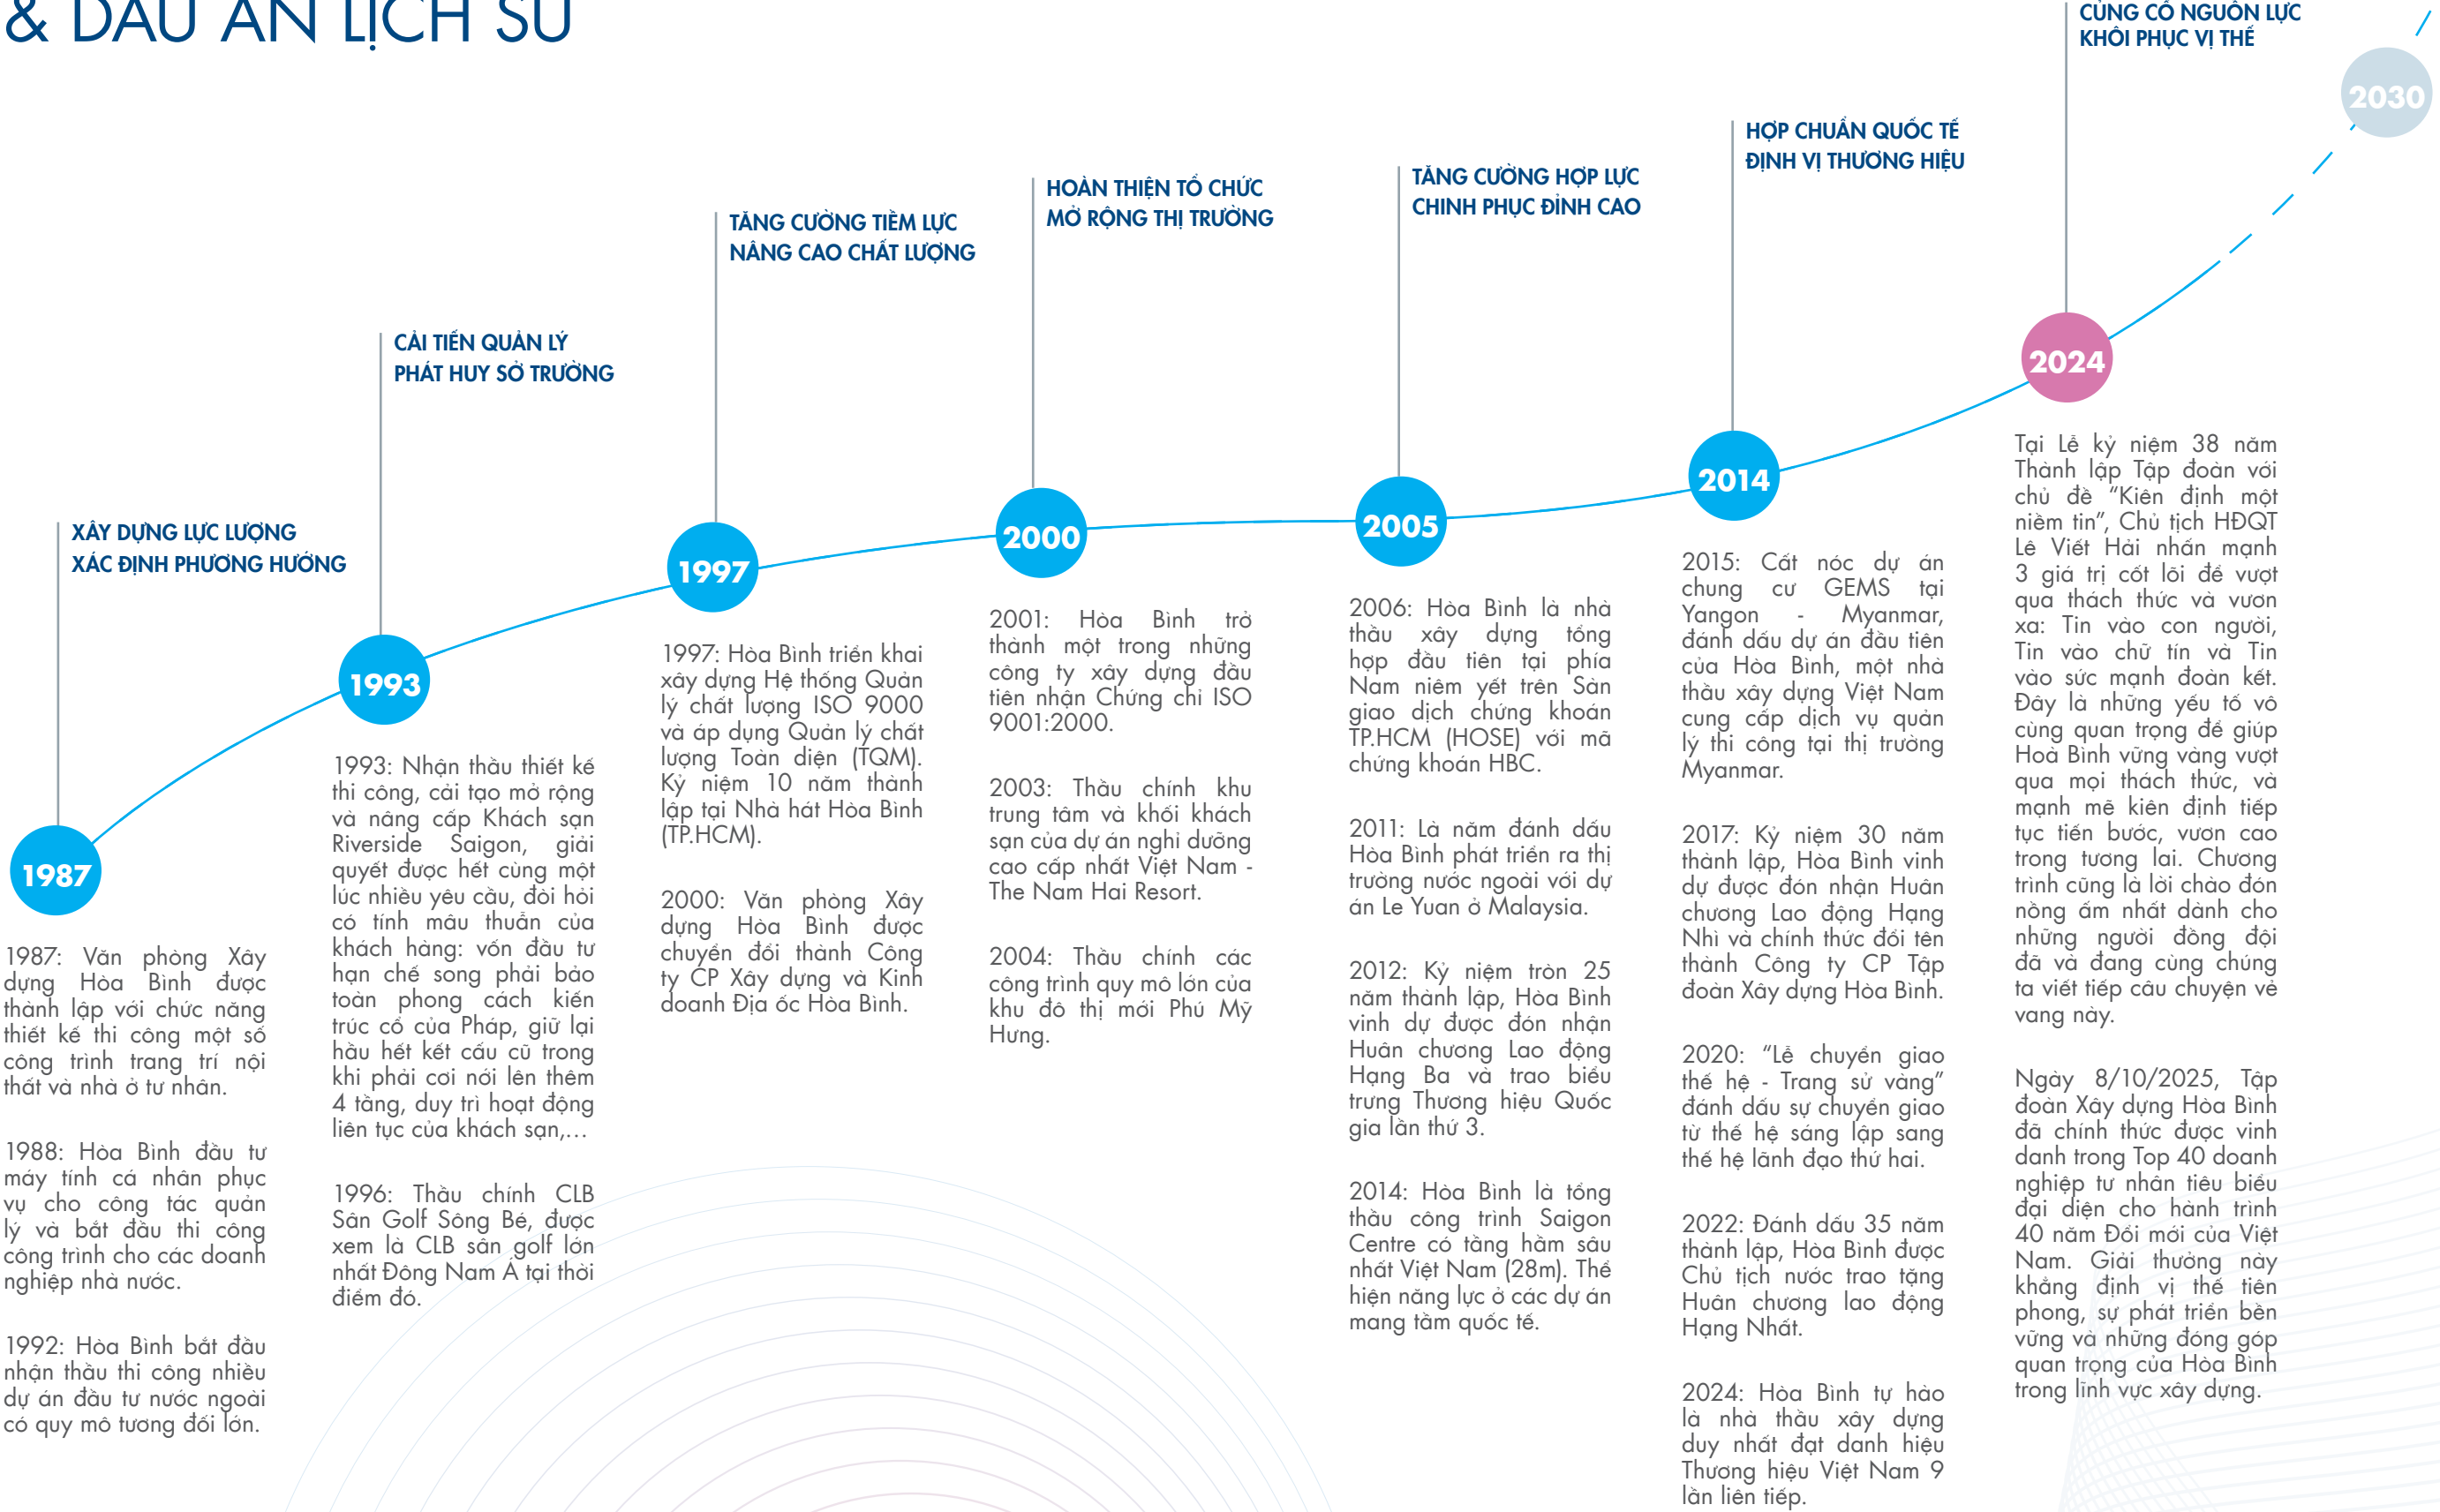 & DẤU ẤN LỊCH SỬ
XÂY DỰNG LỰC LƯỢNG
XÁC ĐỊNH PHƯƠNG HƯỚNG
1987
1987: Văn phòng Xây
dựng Hòa Bình được
thành lập với chức năng
thiết kế thi công một số
công trình trang trí nội
thất và nhà ở tư nhân.
1988: Hòa Bình đầu tư
máy tính cá nhân phục
vụ cho công tác quản
lý và bắt đầu thi công
công trình cho các doanh
nghiệp nhà nước.
1992: Hòa Bình bắt đầu
nhận thầu thi công nhiều
dự án đầu tư nước ngoài
có quy mô tương đối lớn.
CẢI TIẾN QUẢN LÝ
PHÁT HUY SỞ TRƯỜNG
1993
1993: Nhận thầu thiết kế
thi công, cải tạo mở rộng
và nâng cấp Khách sạn
Riverside Saigon, giải
quyết được hết cùng một
lúc nhiều yêu cầu, đòi hỏi
có tính mâu thuẫn của
khách hàng: vốn đầu tư
hạn chế song phải bảo
toàn phong cách kiến
trúc cổ của Pháp, giữ lại
hầu hết kết cấu cũ trong
khi phải cơi nới lên thêm
4 tầng, duy trì hoạt động
liên tục của khách sạn,...
1996: Thầu chính CLB
Sân Golf Sông Bé, được
xem là CLB sân golf lớn
nhất Đông Nam Á tại thời
điểm đó.
TĂNG CƯỜNG TIỀM LỰC
NÂNG CAO CHẤT LƯỢNG
1997
1997: Hòa Bình triển khai
xây dựng Hệ thống Quản
lý chất lượng ISO 9000
và áp dụng Quản lý chất
lượng Toàn diện (TQM).
Kỷ niệm 10 năm thành
lập tại Nhà hát Hòa Bình
(TP.HCM).
2000: Văn phòng Xây
dựng Hòa Bình được
chuyển đổi thành Công
ty CP Xây dựng và Kinh
doanh Địa ốc Hòa Bình.
HOÀN THIỆN TỔ CHỨC
MỞ RỘNG THỊ TRƯỜNG
2000
2001: Hòa Bình trở
thành một trong những
công ty xây dựng đầu
tiên nhận Chứng chỉ ISO
9001:2000.
2003: Thầu chính khu
trung tâm và khối khách
sạn của dự án nghỉ dưỡng
cao cấp nhất Việt Nam -
The Nam Hai Resort.
2004: Thầu chính các
công trình quy mô lớn của
khu đô thị mới Phú Mỹ
Hưng.
TĂNG CƯỜNG HỢP LỰC
CHINH PHỤC ĐỈNH CAO
2005
2006: Hòa Bình là nhà
thầu xây dựng tổng
hợp đầu tiên tại phía
Nam niêm yết trên Sàn
giao dịch chứng khoán
TP.HCM (HOSE) với mã
chứng khoán HBC.
2011: Là năm đánh dấu
Hòa Bình phát triển ra thị
trường nước ngoài với dự
án Le Yuan ở Malaysia.
2012: Kỷ niệm tròn 25
năm thành lập, Hòa Bình
vinh dự được đón nhận
Huân chương Lao động
Hạng Ba và trao biểu
trưng Thương hiệu Quốc
gia lần thứ 3.
2014: Hòa Bình là tổng
thầu công trình Saigon
Centre có tầng hầm sâu
nhất Việt Nam (28m). Thể
hiện năng lực ở các dự án
mang tầm quốc tế.
HỢP CHUẨN QUỐC TẾ
ĐỊNH VỊ THƯƠNG HIỆU
2014
2015: Cất nóc dự án
chung cư GEMS tại
Yangon - Myanmar,
đánh dấu dự án đầu tiên
của Hòa Bình, một nhà
thầu xây dựng Việt Nam
cung cấp dịch vụ quản
lý thi công tại thị trường
Myanmar.
2017: Kỷ niệm 30 năm
thành lập, Hòa Bình vinh
dự được đón nhận Huân
chương Lao động Hạng
Nhì và chính thức đổi tên
thành Công ty CP Tập
đoàn Xây dựng Hòa Bình.
2020: “Lễ chuyển giao
thế hệ - Trang sử vàng”
đánh dấu sự chuyển giao
từ thế hệ sáng lập sang
thế hệ lãnh đạo thứ hai.
2022: Đánh dấu 35 năm
thành lập, Hòa Bình được
Chủ tịch nước trao tặng
Huân chương lao động
Hạng Nhất.
2024: Hòa Bình tự hào
là nhà thầu xây dựng
duy nhất đạt danh hiệu
Thương hiệu Việt Nam 9
lần liên tiếp.
CỦNG CỐ NGUỒN LỰC
KHÔI PHỤC VỊ THẾ
2024
Tại Lễ kỷ niệm 38 năm
Thành lập Tập đoàn với
chủ đề “Kiên định một
niềm tin”, Chủ tịch HĐQT
Lê Viết Hải nhấn mạnh
3 giá trị cốt lõi để vượt
qua thách thức và vươn
xa: Tin vào con người,
Tin vào chữ tín và Tin
vào sức mạnh đoàn kết.
Đây là những yếu tố vô
cùng quan trọng để giúp
Hoà Bình vững vàng vượt
qua mọi thách thức, và
mạnh mẽ kiên định tiếp
tục tiến bước, vươn cao
trong tương lai. Chương
trình cũng là lời chào đón
nồng ấm nhất dành cho
những người đồng đội
đã và đang cùng chúng
ta viết tiếp câu chuyện vẻ
vang này.
Ngày 8/10/2025, Tập
đoàn Xây dựng Hòa Bình
đã chính thức được vinh
danh trong Top 40 doanh
nghiệp tư nhân tiêu biểu
đại diện cho hành trình
40 năm Đổi mới của Việt
Nam. Giải thưởng này
khẳng định vị thế tiên
phong, sự phát triển bền
vững và những đóng góp
quan trọng của Hòa Bình
trong lĩnh vực xây dựng.
2030